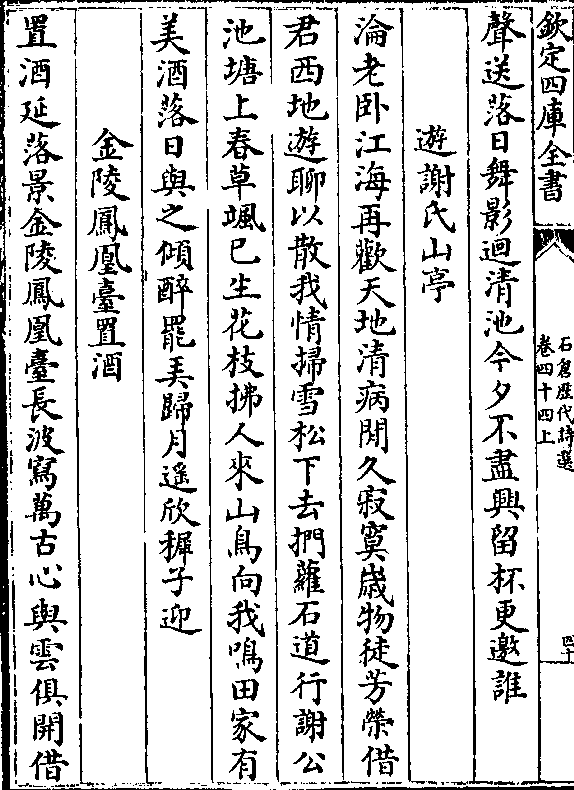 欽定四庫全書
石倉歴代詩選
卷四十四上
四十
聲送落日舞影迴清池今夕不盡興留杯更邀誰
遊謝氏山亭
淪老卧江海再歡天地清病閒久寂寞歳物徒芳榮借
君西地遊聊以散我情掃雪松下去捫蘿石道行謝公
池塘上春草颯已生花枝拂人來山鳥向我鳴田家有
美酒落日與之傾醉罷弄歸月遥欣穉子迎
金陵鳳凰臺置酒
置酒延落景金陵鳳凰臺長波寫萬古心與雲俱開借